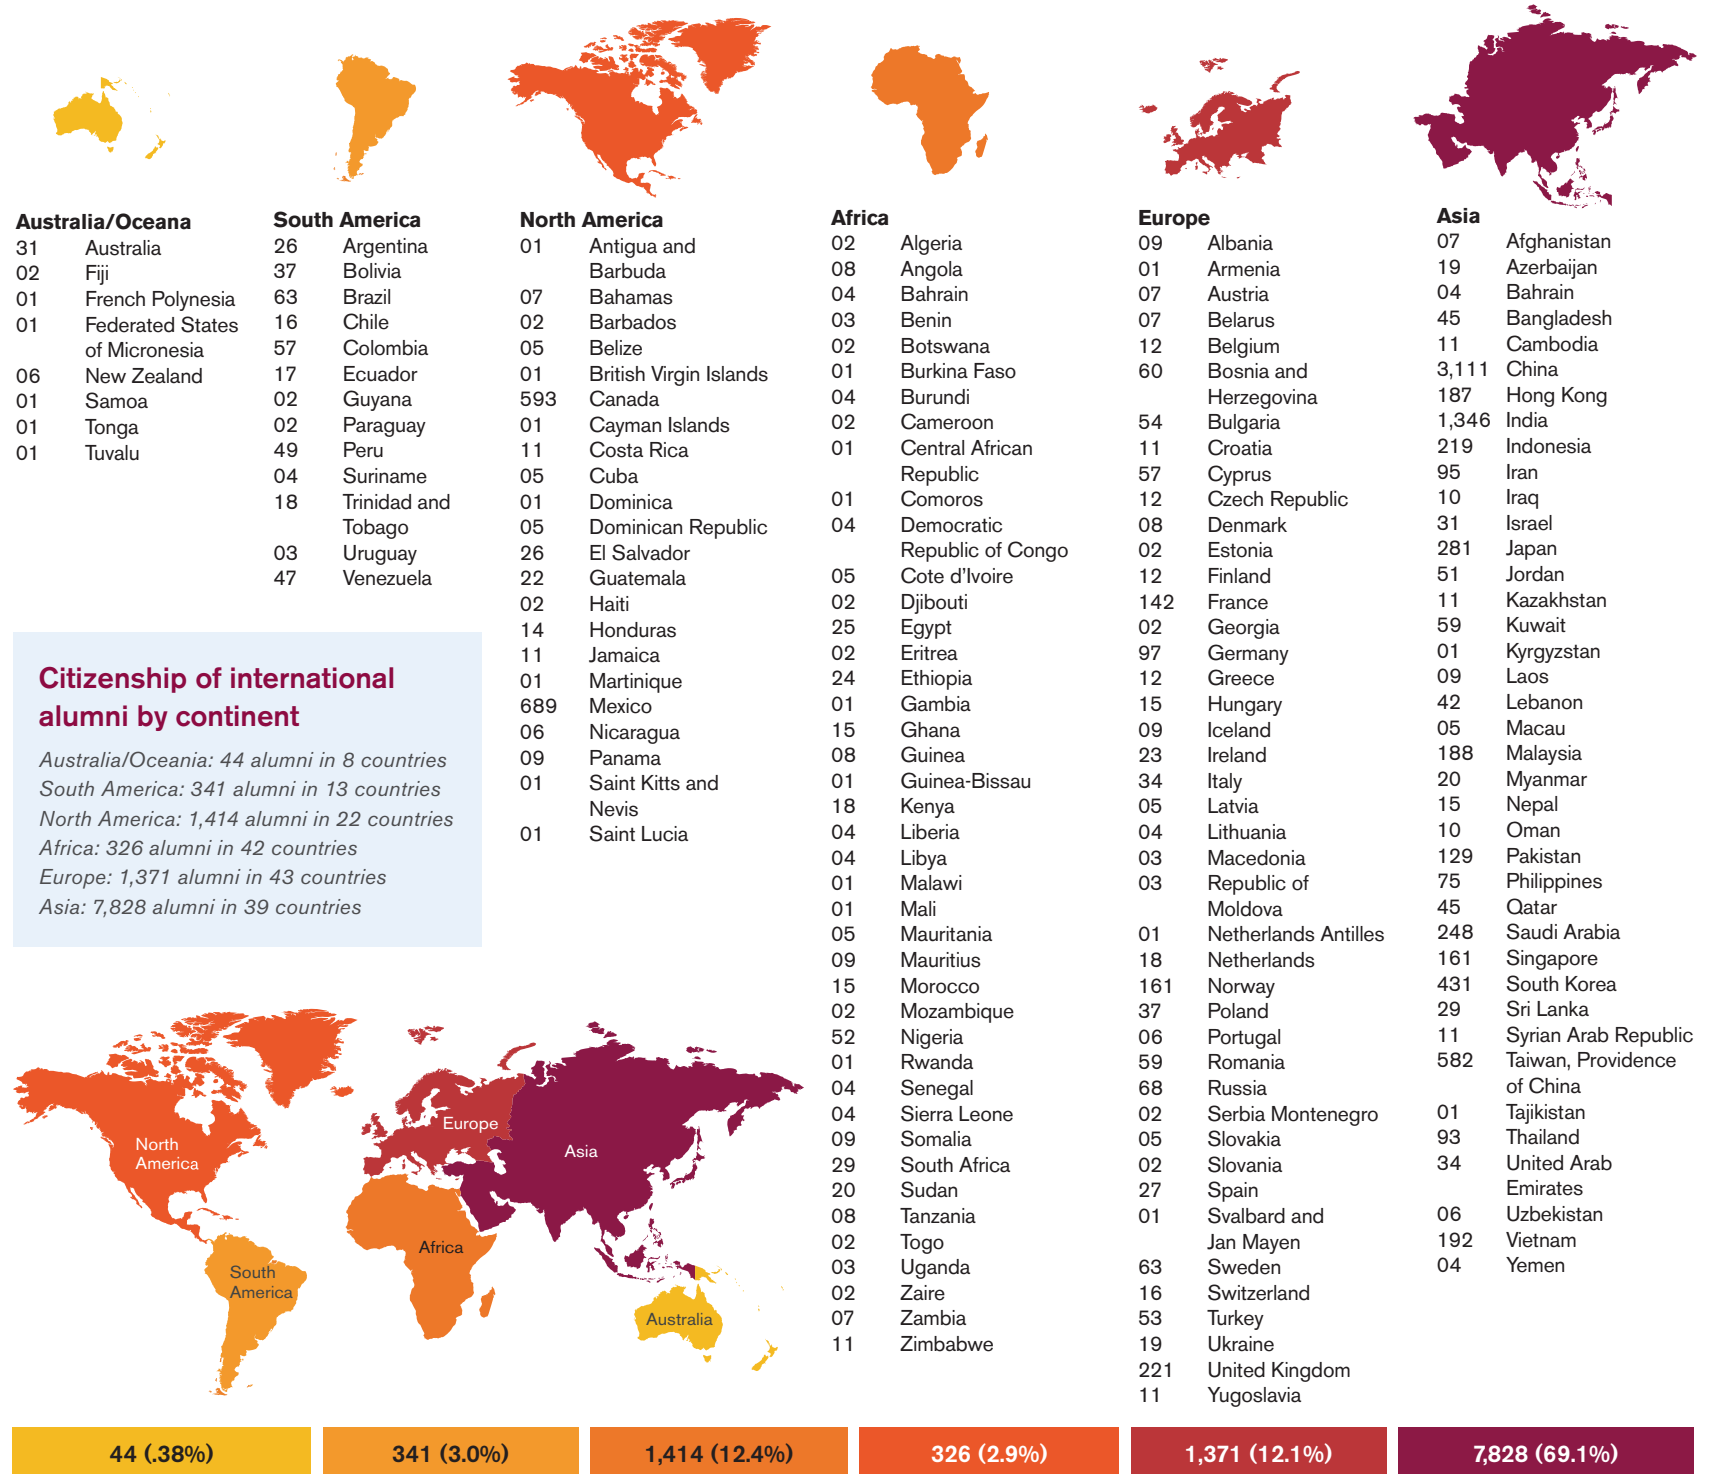 Australia/Oceana
31 Australia
02 Fiji
01 French Polynesia
01 Federated States
of Micronesia
06 New Zealand
01 Samoa
01 Tonga
01 Tuvalu
South America
26 Argentina
37 Bolivia
63 Brazil
16 Chile
57 Colombia
17 Ecuador
02 Guyana
02 Paraguay
49 Peru
04 Suriname
18 Trinidad and
Tobago
03 Uruguay
47 Venezuela
North America
01 Antigua and
Barbuda
07 Bahamas
02 Barbados
05 Belize
01 British Virgin Islands
593 Canada
01 Cayman Islands
11 Costa Rica
05 Cuba
01 Dominica
05 Dominican Republic
26 El Salvador
22 Guatemala
02 Haiti
14 Honduras
11 Jamaica
01 Martinique
689 Mexico
06 Nicaragua
09 Panama
01 Saint Kitts and
Nevis
01 Saint Lucia
Africa
02 Algeria
08 Angola
04 Bahrain
03 Benin
02 Botswana
01 Burkina Faso
04 Burundi
02 Cameroon
01 Central African
Republic
01 Comoros
04 Democratic
Republic of Congo
05 Cote d'Ivoire
02 Djibouti
25 Egypt
02 Eritrea
24 Ethiopia
01 Gambia
15 Ghana
08 Guinea
01 Guinea-Bissau
18 Kenya
04 Liberia
04 Libya
01 Malawi
01 Mali
05 Mauritania
09 Mauritius
15 Morocco
02 Mozambique
52 Nigeria
01 Rwanda
04 Senegal
04 Sierra Leone
09 Somalia
29 South Africa
20 Sudan
08 Tanzania
02 Togo
03 Uganda
02 Zaire
07 Zambia
11 Zimbabwe
Europe
09 Albania
01 Armenia
07 Austria
07 Belarus
12 Belgium
60 Bosnia and
Herzegovina
54 Bulgaria
11 Croatia
57 Cyprus
12 Czech Republic
08 Denmark
02 Estonia
12 Finland
142 France
02 Georgia
97 Germany
12 Greece
15 Hungary
09 Iceland
23 Ireland
34 Italy
05 Latvia
04 Lithuania
03 Macedonia
03 Republic of
Moldova
01 Netherlands Antilles
18 Netherlands
161 Norway
37 Poland
06 Portugal
59 Romania
68 Russia
02 Serbia Montenegro
05 Slovakia
02 Slovania
27 Spain
01 Svalbard and
Jan Mayen
63 Sweden
16 Switzerland
53 Turkey
19 Ukraine
221 United Kingdom
11 Yugoslavia
Asia
07 Afghanistan
19 Azerbaijan
04 Bahrain
45 Bangladesh
11 Cambodia
3,111 China
187 Hong Kong
1,346 India
219 Indonesia
95 Iran
10 Iraq
31 Israel
281 Japan
51 Jordan
11 Kazakhstan
59 Kuwait
01 Kyrgyzstan
09 Laos
42 Lebanon
05 Macau
188 Malaysia
20 Myanmar
15 Nepal
10 Oman
129 Pakistan
75 Philippines
45 Qatar
248 Saudi Arabia
161 Singapore
431 South Korea
29 Sri Lanka
11 Syrian Arab Republic
582 Taiwan, Providence
of China
01 Tajikistan
93 Thailand
34 United Arab
Emirates
06 Uzbekistan
192 Vietnam
04 Yemen
Citizenship of international
alumni by continent
Australia/Oceania: 44 alumni in 8 countries
South America: 341 alumni in 13 countries
North America: 1,414 alumni in 22 countries
Africa: 326 alumni in 42 countries
Europe: 1,371 alumni in 43 countries
Asia: 7,828 alumni in 39 countries
North
America
Europe
Asia
Africa
South
America
Australia
44 (.38%)
341 (3.0%)
1,414 (12.4%)
326 (2.9%)
1,371 (12.1%)
7,828 (69.1%)